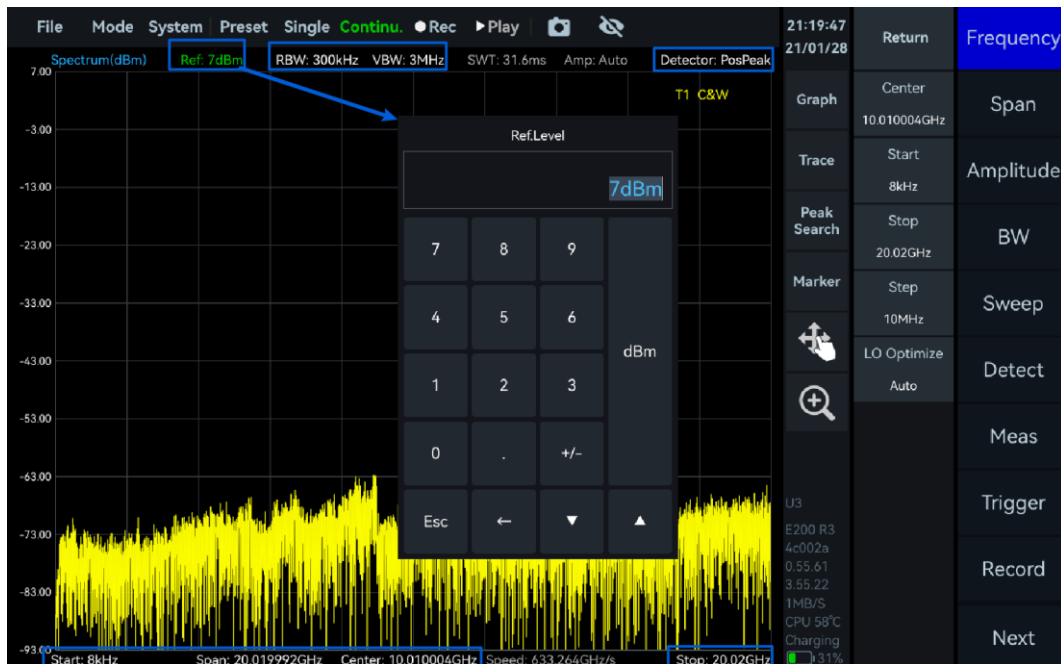 File Mode System Preset Single Continu. Rec Play
Spectrum(dBm) Ref: 7dBm RBW: 300kHz VBW: 3MHz SWT: 31.6ms Amp: Auto Detector: PosPeak
T1 C&W
7.00
-3.00
-13.00
-23.00
-33.00
-43.00
-53.00
-63.00
-73.00
-83.00
-93.00
Ref.Level
7dBm
7 8 9
4 5 6
dBm
1 2 3
0 . +/-
Esc ← ▼ ▲
Start: 8kHz Span: 20.019992GHz Center: 10.010004GHz Speed: 633.264GHz/s Stop: 20.02GHz
21:19:47
21/01/28
Graph
Trace
Peak
Search
Marker
U3
E200 R3
4c002a
0.55.61
3.55.22
1MB/S
CPU 58°C
Charging
31%
Return
Center
10.010004GHz
Start
8kHz
Stop
20.02GHz
Step
10MHz
LO Optimize
Auto
Frequency
Span
Amplitude
BW
Sweep
Detect
Meas
Trigger
Record
Next